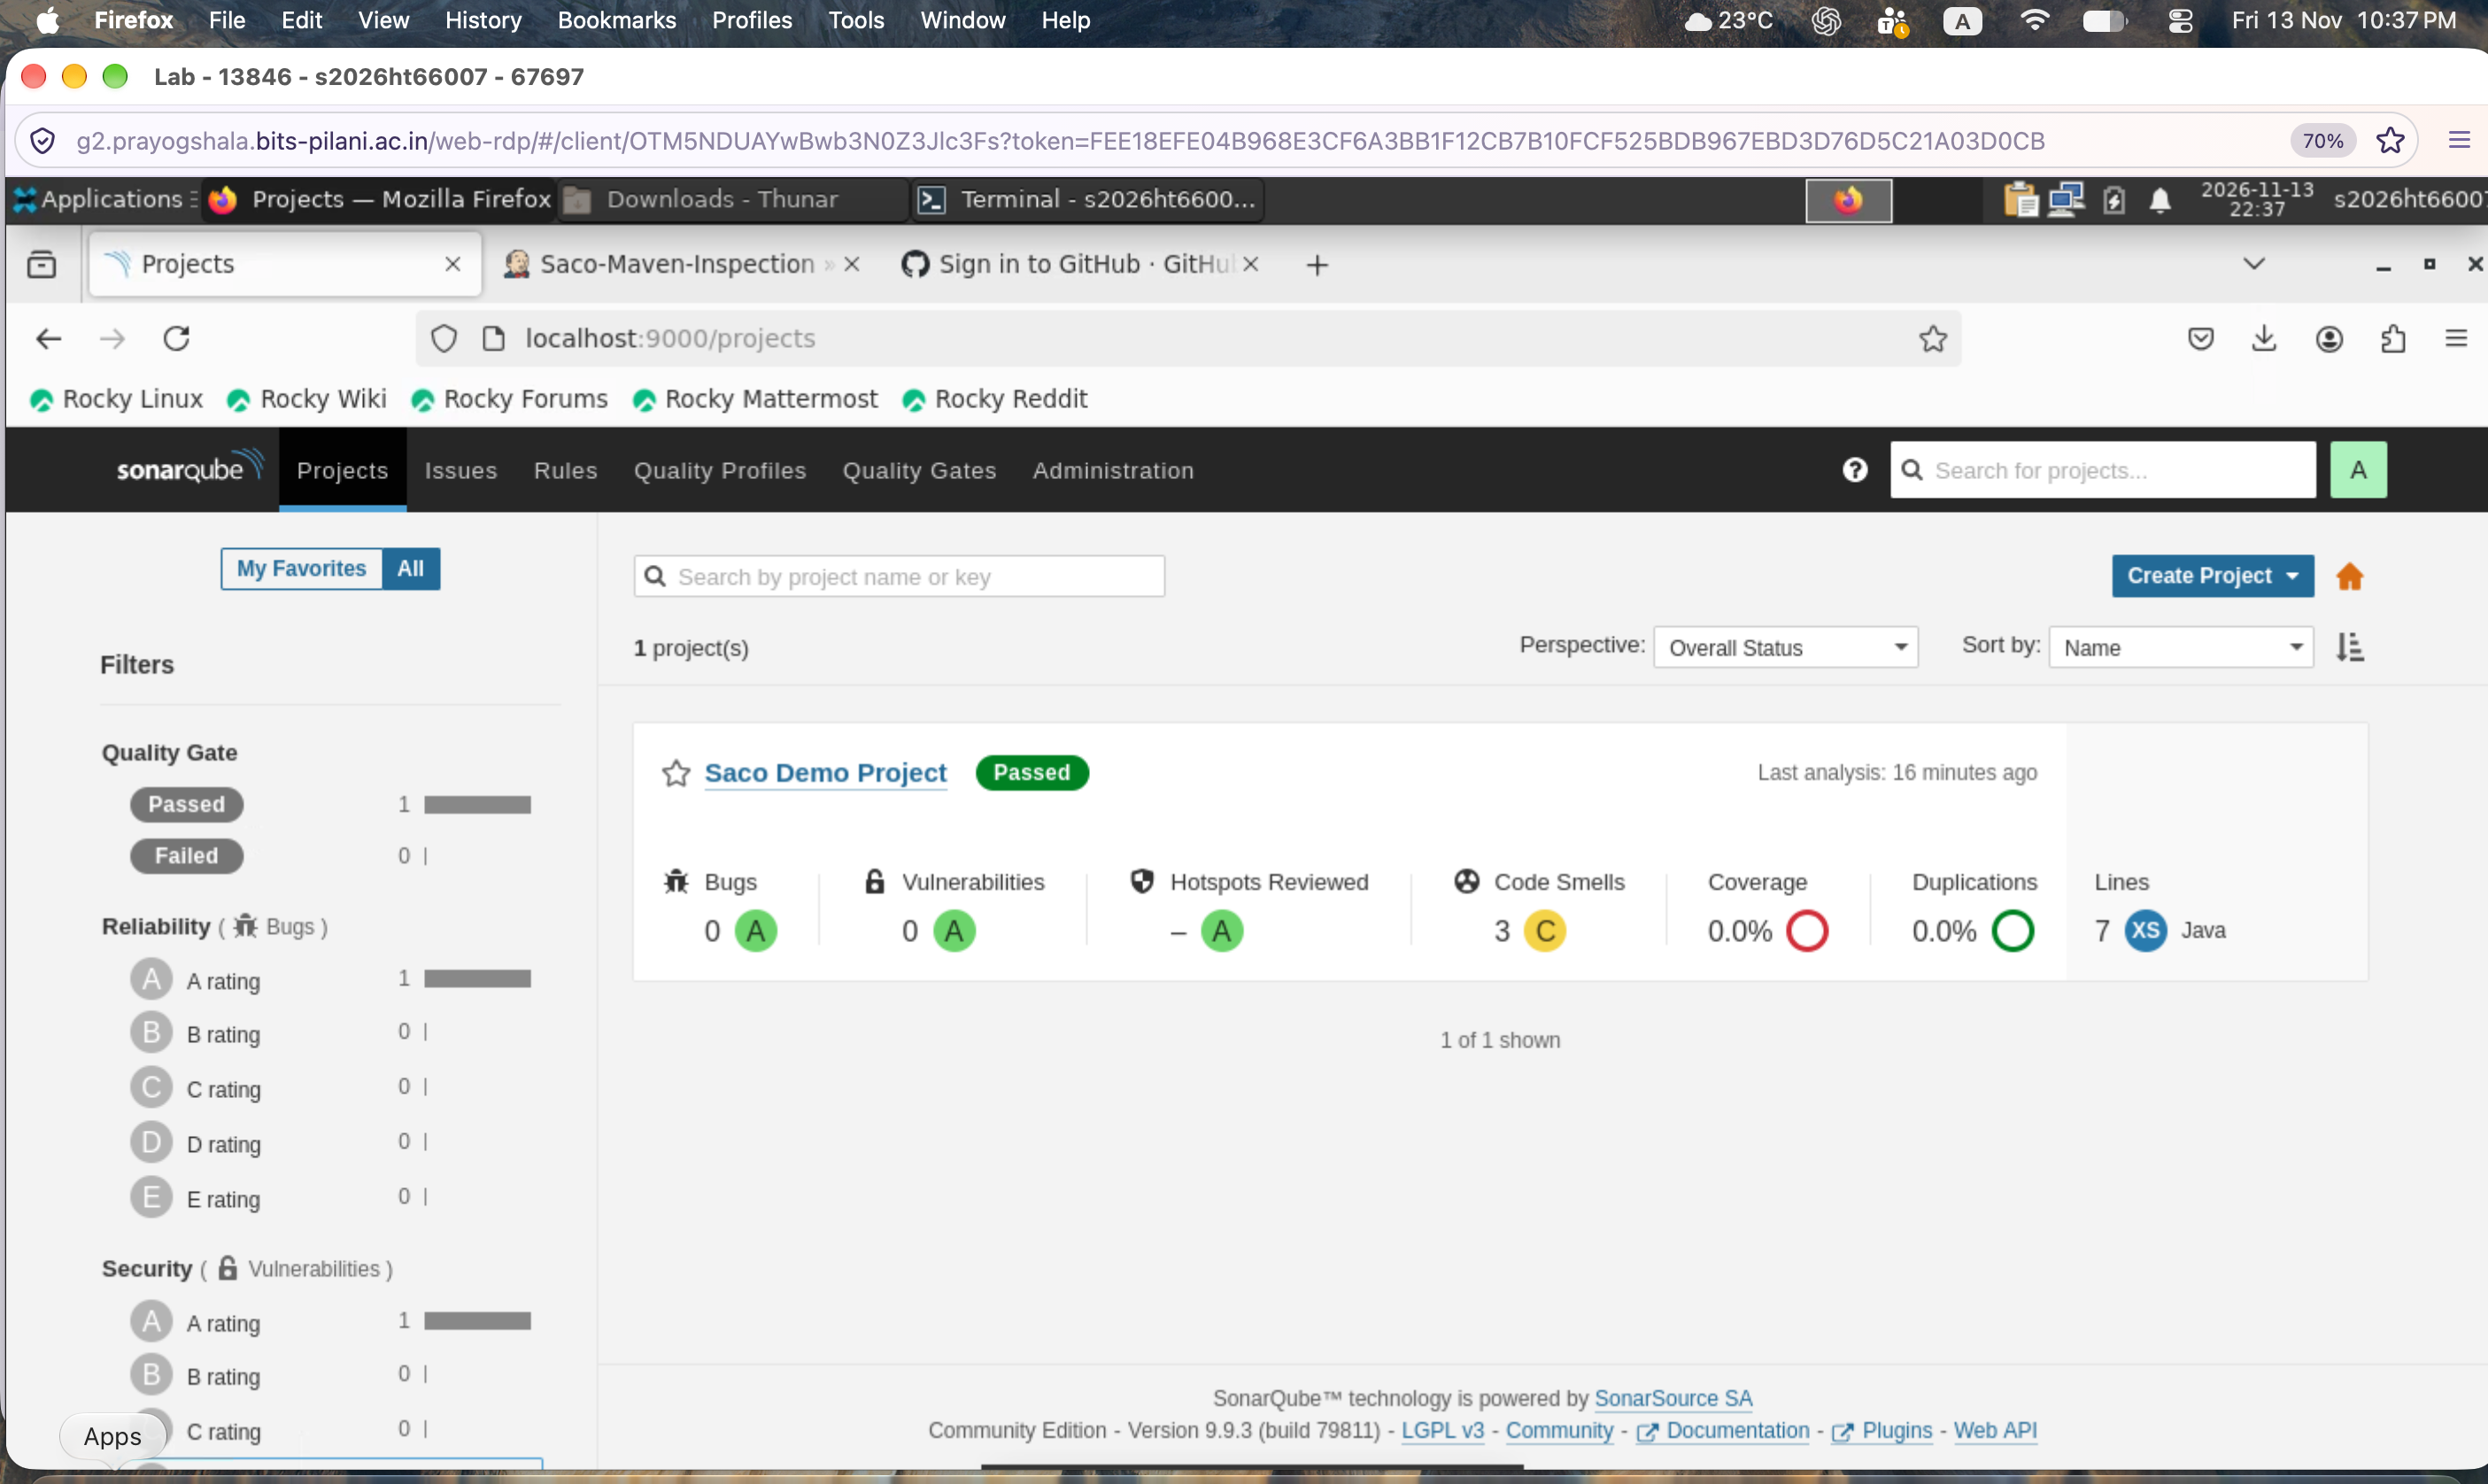 Firefox File Edit View History Bookmarks Profiles Tools Window Help 23°C A Fri 13 Nov 10:37 PM
Lab - 13846 - s2026ht66007 - 67697
g2.prayogshala.bits-pilani.ac.in/web-rdp/#/client/OTM5NDUAYwBwb3N0Z3Jlc3Fs?token=FEE18EFE04B968E3CF6A3BB1F12CB7B10FCF525BDB967EBD3D76D5C21A03D0CB 70%
Applications Projects — Mozilla Firefox Downloads - Thunar Terminal - s2026ht6600... 2026-11-13 s2026ht66007
22:37
Projects Saco-Maven-Inspection » Sign in to GitHub · GitHu
localhost:9000/projects
Rocky Linux Rocky Wiki Rocky Forums Rocky Mattermost Rocky Reddit
sonarqube Projects Issues Rules Quality Profiles Quality Gates Administration Search for projects... A
My Favorites All
Search by project name or key
Create Project
1 project(s)
Perspective: Overall Status Sort by: Name
Filters
Quality Gate
Passed 1
Failed 0
Reliability ( Bugs )
A A rating 1
B B rating 0
C C rating 0
D D rating 0
E E rating 0
Security ( Vulnerabilities )
A A rating 1
B B rating 0
C rating 0
Apps
Saco Demo Project Passed Last analysis: 16 minutes ago
Bugs Vulnerabilities Hotspots Reviewed Code Smells Coverage Duplications Lines
0 A 0 A – A 3 C 0.0% 0.0% 7 XS Java
1 of 1 shown
SonarQube™ technology is powered by SonarSource SA
Community Edition - Version 9.9.3 (build 79811) - LGPL v3 - Community - Documentation - Plugins - Web API